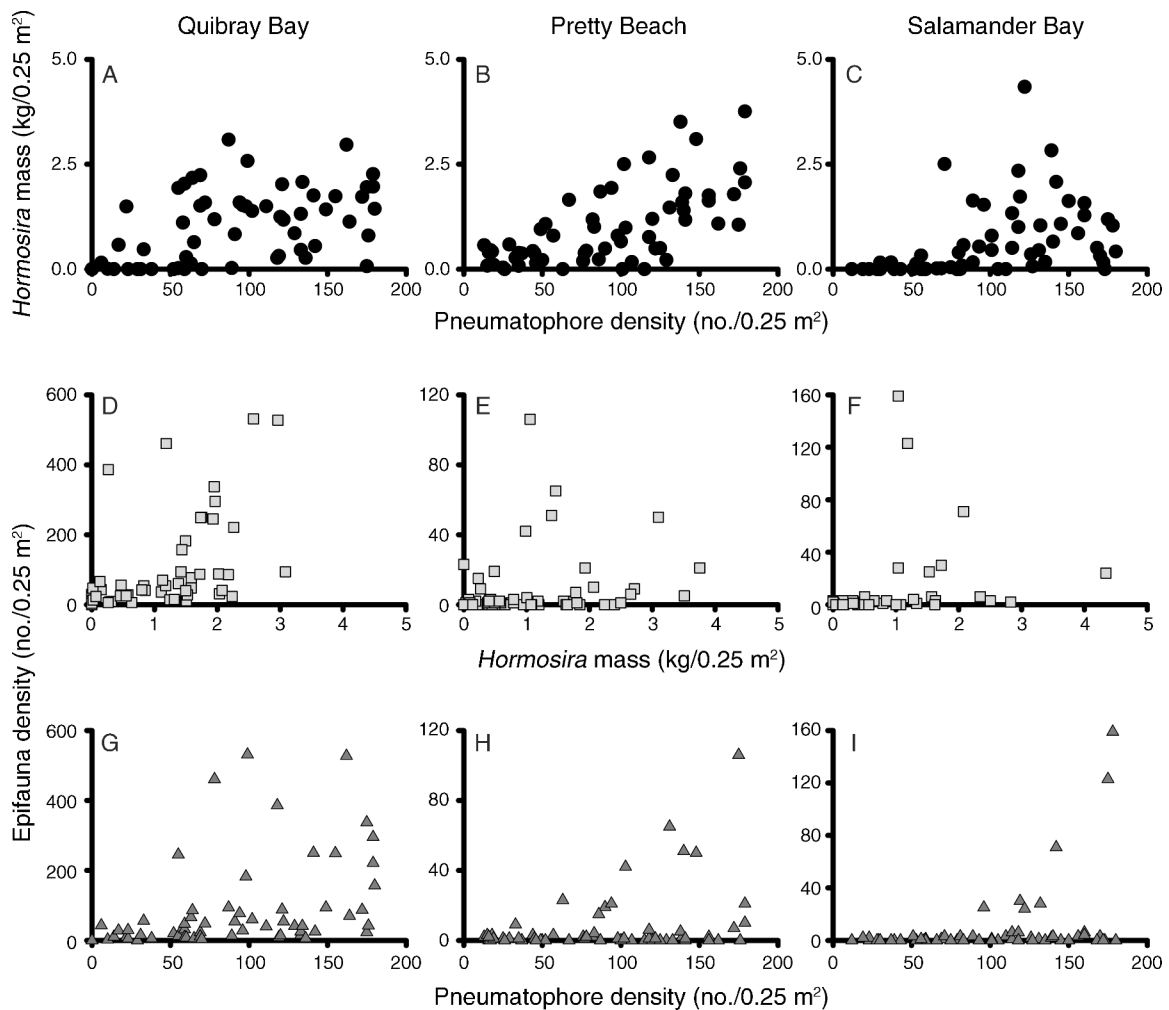 Quibray Bay Pretty Beach Salamander Bay
Hormosira mass (kg/0.25 m²)
A B C
5.0 5.0 5.0
2.5 2.5 2.5
0.0 0.0 0.0
0 50 100 150 200 0 50 100 150 200 0 50 100 150 200
Pneumatophore density (no./0.25 m²)
Epifauna density (no./0.25 m²)
D E F
600 120 160
400 80 120
200 40 80
0 0 40
0
0 1 2 3 4 5 0 1 2 3 4 5 0 1 2 3 4 5
Hormosira mass (kg/0.25 m²)
G H I
600 120 160
400 80 120
200 40 80
0 0 40
0
0 50 100 150 200 0 50 100 150 200 0 50 100 150 200
Pneumatophore density (no./0.25 m²)